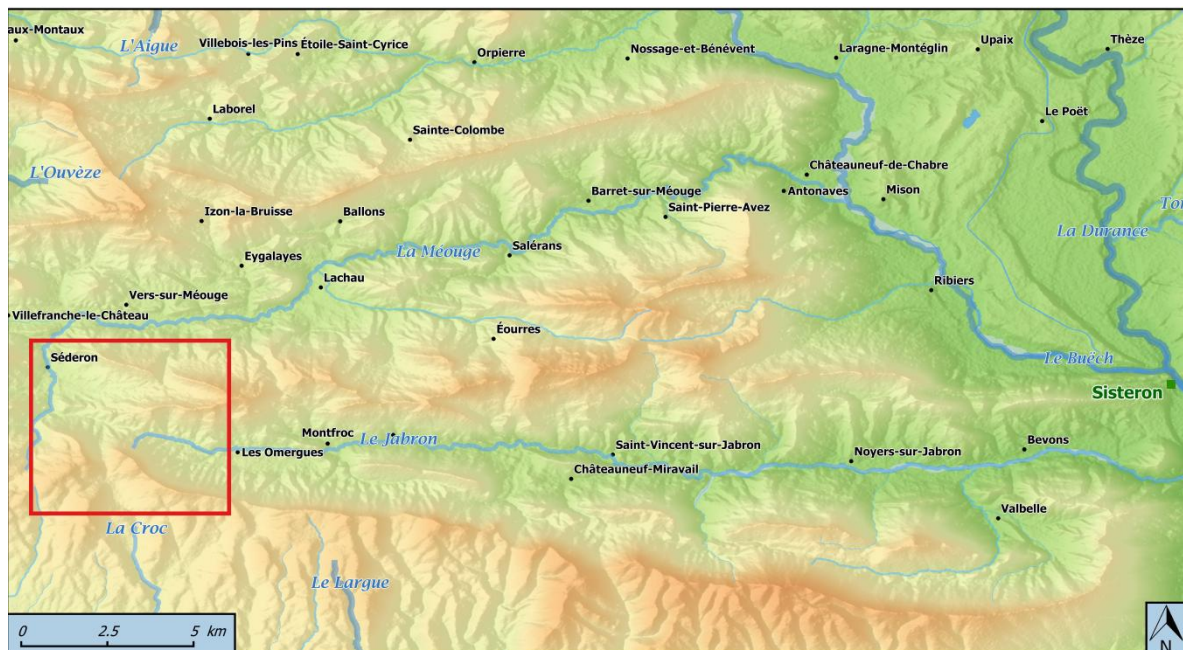 aux-Montaux
L'Aigue
Villebois-les-Pins
Étoile-Saint-Cyrice
Orpierre
Nossage-et-Bénévent
Laragne-Montéglin
Upaix
Thèze
Laborel
Sainte-Colombe
Le Poët
L'Ouvèze
Châteauneuf-de-Chabre
Antonaves
Mison
Barret-sur-Méouge
Saint-Pierre-Avez
Izon-la-Bruisse
Ballons
La Méouge
Salérans
La Durance
Eygalayes
Lachau
Ribiers
Vers-sur-Méouge
Villefranche-le-Château
Éourres
Séderon
Le Buëch
Sisteron
Montfroc
Le Jabron
Les Omergues
Saint-Vincent-sur-Jabron
Châteauneuf-Miravail
Noyers-sur-Jabron
Bevons
Valbelle
La Croc
Le Largue
0 2.5 5 km
N